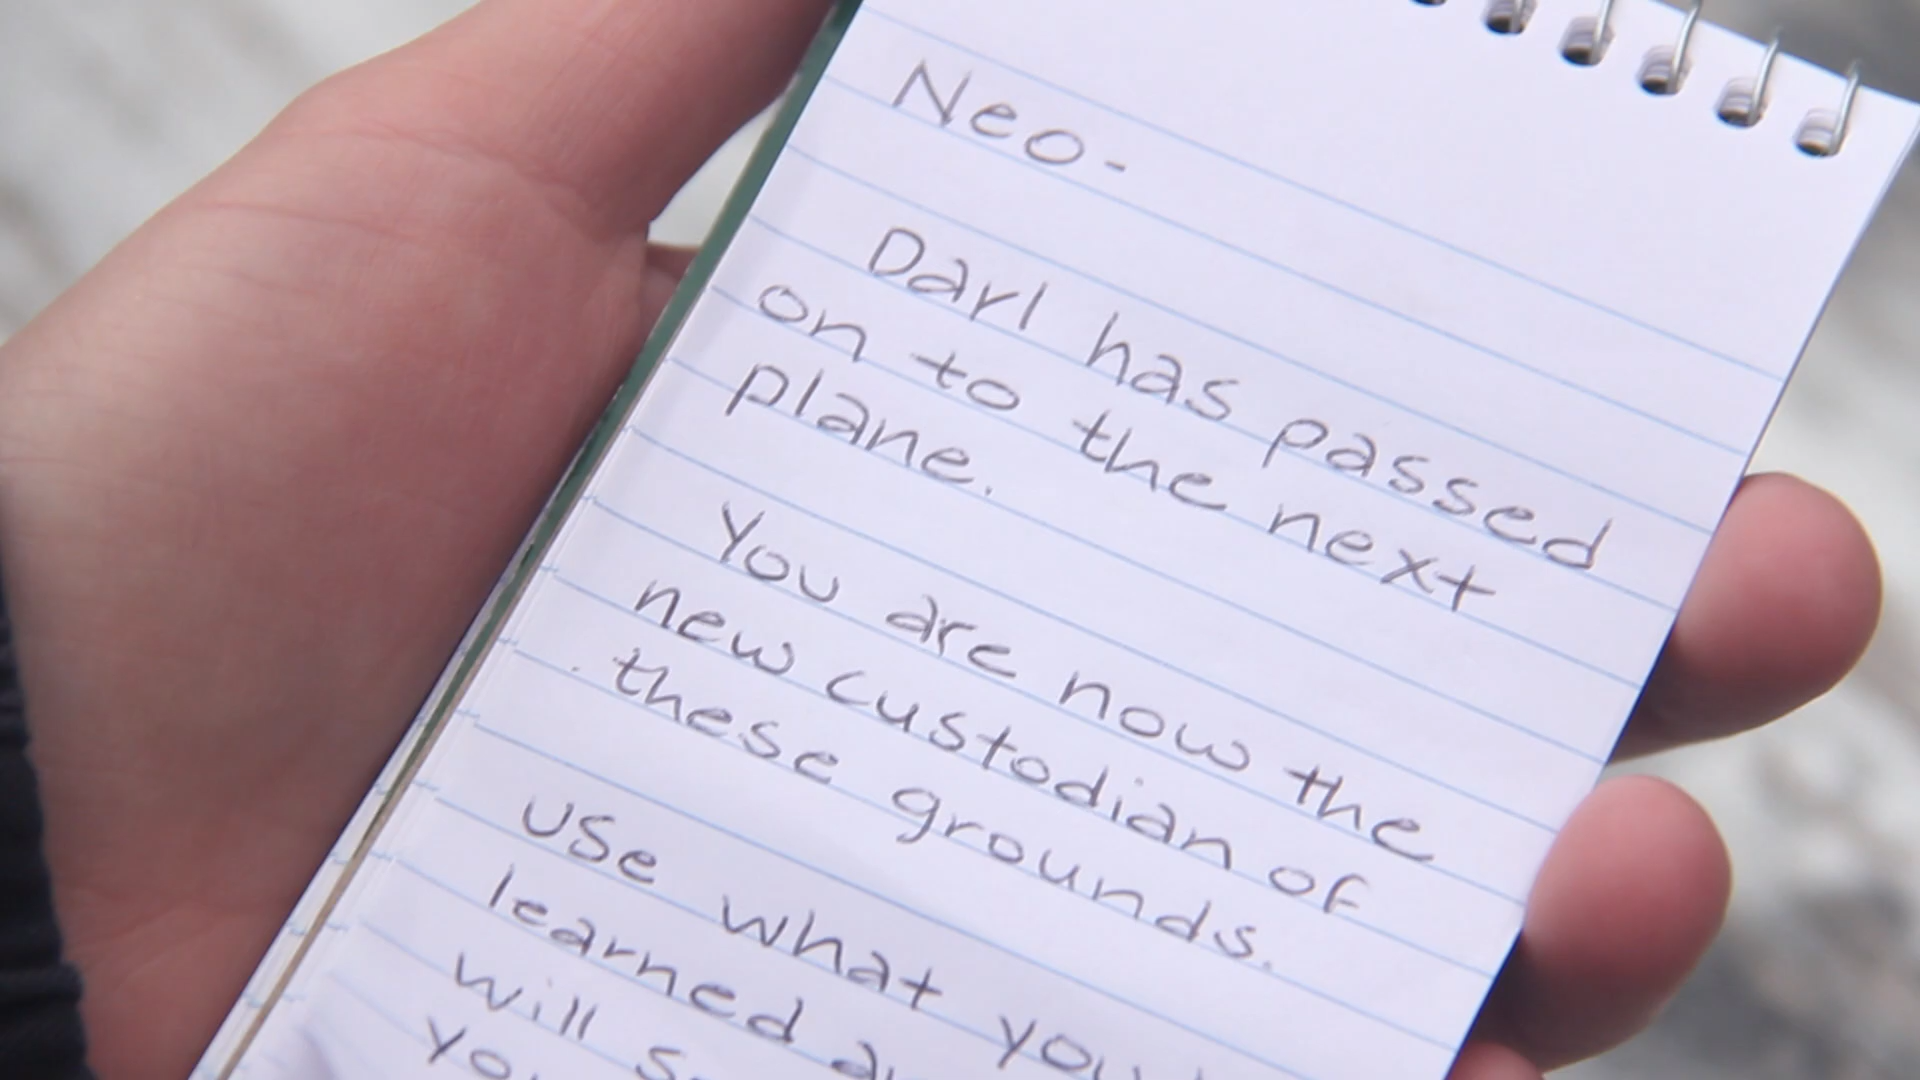 Neo-
Darl has passed
on to the next
plane.
You are now the
new custodian of
these grounds.
Use what you
learned
will